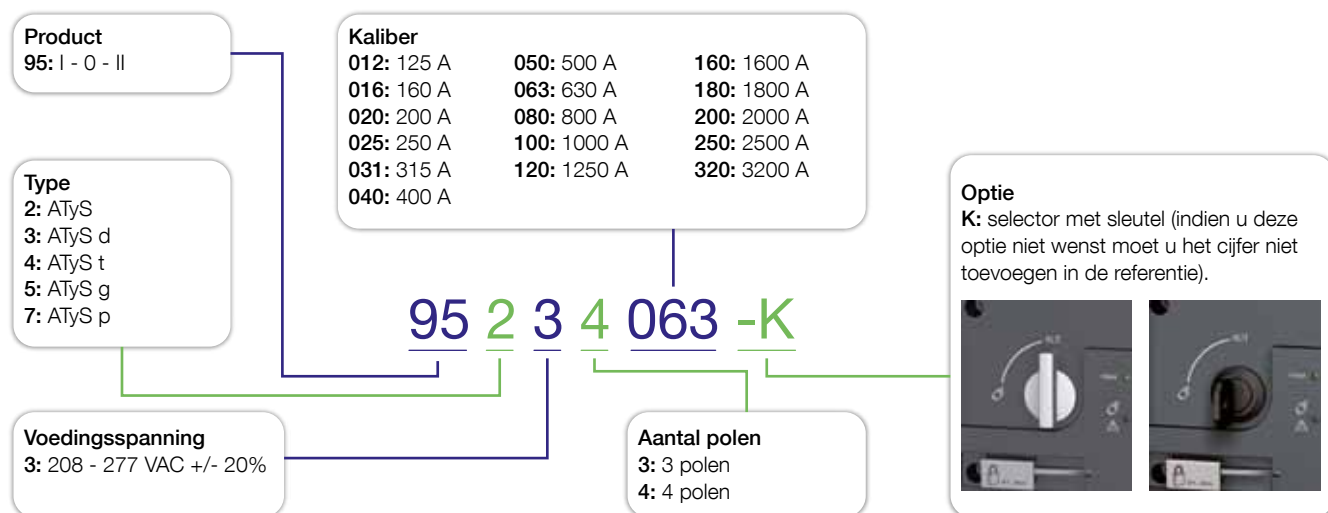 Product
95: I - 0 - II
Kaliber
012: 125 A
016: 160 A
020: 200 A
025: 250 A
031: 315 A
040: 400 A
050: 500 A
063: 630 A
080: 800 A
100: 1000 A
120: 1250 A
160: 1600 A
180: 1800 A
200: 2000 A
250: 2500 A
320: 3200 A
Type
2: ATyS
3: ATyS d
4: ATyS t
5: ATyS g
7: ATyS p
Optie
K: selector met sleutel (indien u deze
optie niet wenst moet u het cijfer niet
toevoegen in de referentie).
95 2 3 4 063 -K
Voedingsspanning
3: 208 - 277 VAC +/- 20%
Aantal polen
3: 3 polen
4: 4 polen